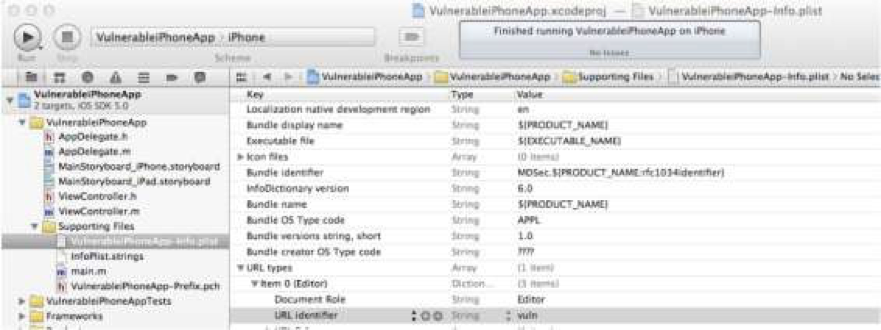 VulnerableiPhoneApp.xcodeproj — VulnerableiPhoneApp-Info.plist
VulnerableiPhoneApp iPhone
Finished running VulnerableiPhoneApp on iPhone
No Issues
Run Stop Scheme Breakpoints
VulnerableiPhoneApp VulnerableiPhoneApp Supporting Files VulnerableiPhoneApp-Info.plist No Selec
VulnerableiPhoneApp
2 targets, iOS SDK 5.0
VulnerableiPhoneApp
AppDelegate.h
AppDelegate.m
MainStoryboard_iPhone.storyboard
MainStoryboard_iPad.storyboard
ViewController.h
ViewController.m
Supporting Files
VulnerableiPhoneApp-Info.plist
InfoPlist.strings
main.m
VulnerableiPhoneApp-Prefix.pch
VulnerableiPhoneAppTests
Frameworks
Key Type Value
Localization native development region String en
Bundle display name String ${PRODUCT_NAME}
Executable file String ${EXECUTABLE_NAME}
Icon files Array (0 items)
Bundle identifier String MDSec.${PRODUCT_NAME:rfc1034identifier}
InfoDictionary version String 6.0
Bundle name String ${PRODUCT_NAME}
Bundle OS Type code String APPL
Bundle versions string, short String 1.0
Bundle creator OS Type code String ????
URL types Array (1 item)
Item 0 (Editor) Diction... (3 items)
Document Role String Editor
URL identifier String vuln